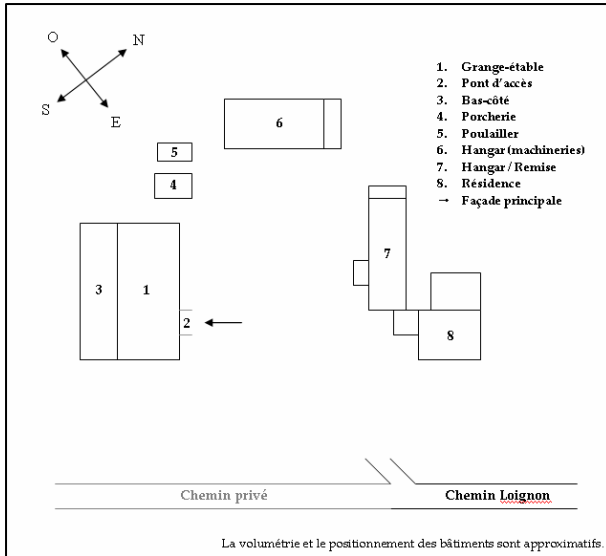 O
N
S
E
1. Grange-étable
2. Pont d'accès
3. Bas-côté
4. Porcherie
5. Poulailler
6. Hangar (machineries)
7. Hangar / Remise
8. Résidence
→ Façade principale
6
5
4
7
3
1
2
8
Chemin privé
Chemin Loignon
La volumétrie et le positionnement des bâtiments sont approximatifs.